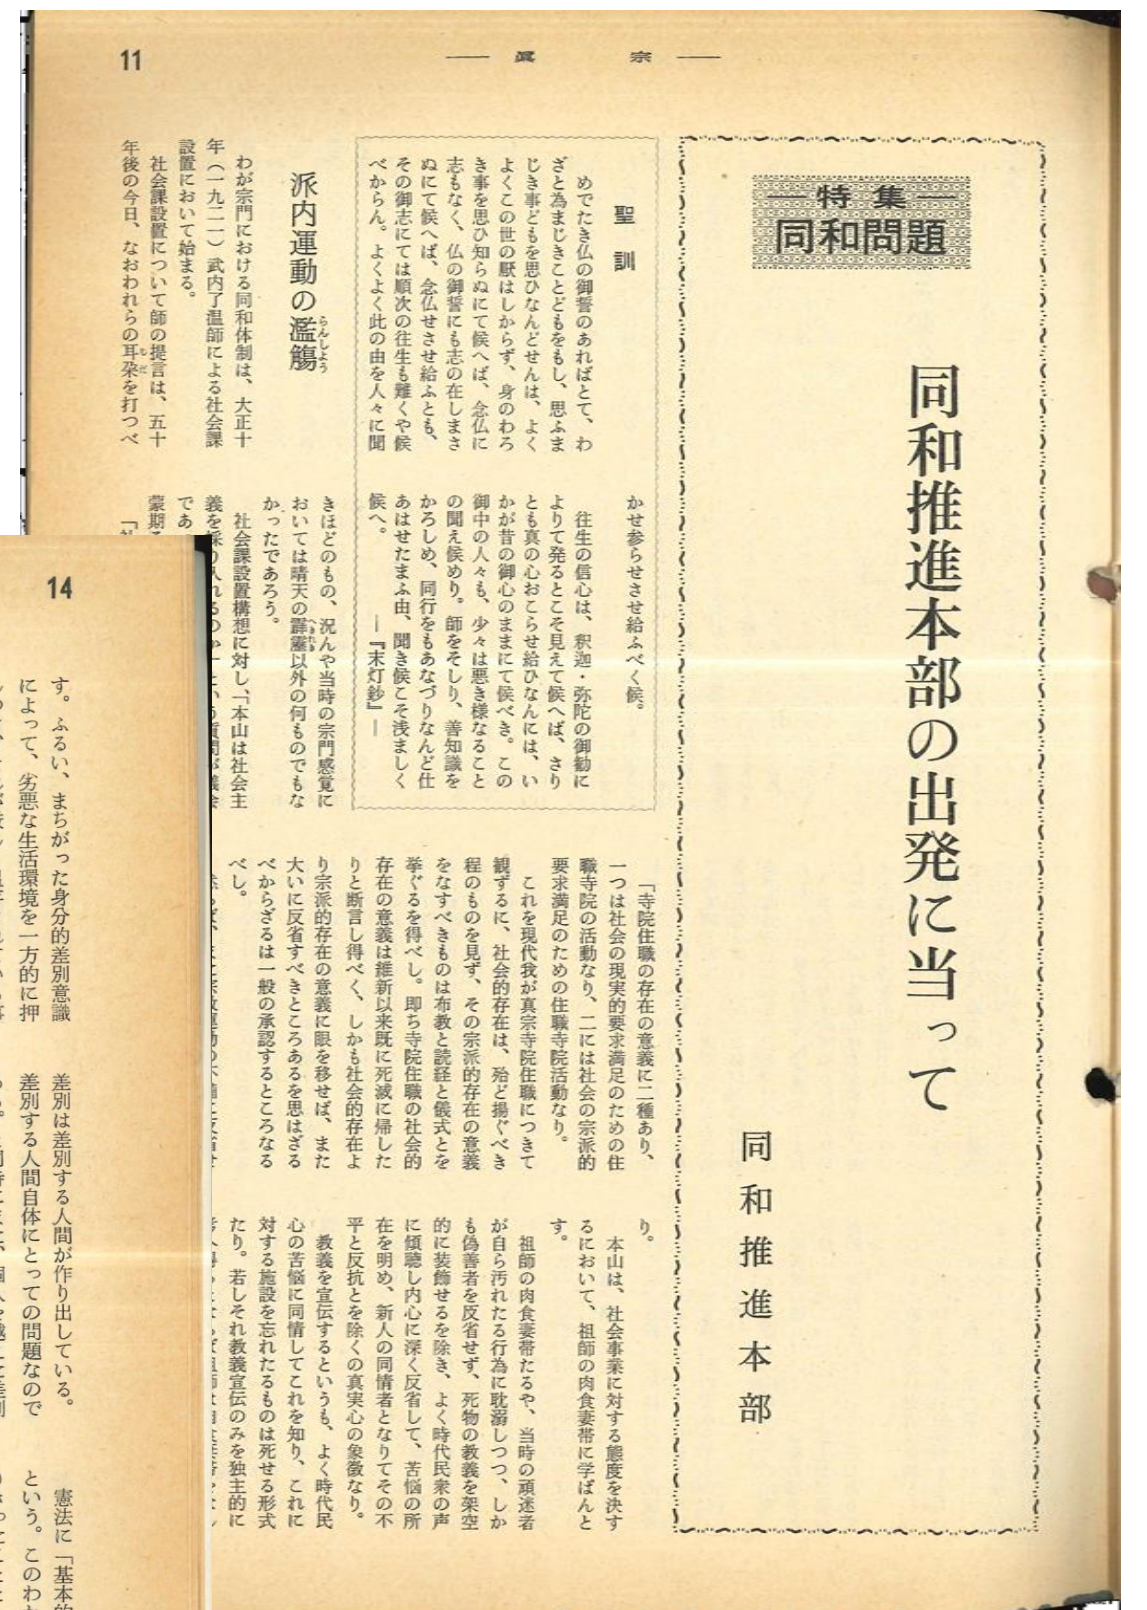 11
眞宗
特集
同和問題
同和推進本部の出発に当って
同和推進本部
聖訓
めでたき仏の御誓のあればとて、わ
ざと為まじきことどもをもし、思ふま
じき事どもを思ひなんどせんは、よく
よくこの世の厭はしからず、身のわろ
き事を思ひ知らぬにて候へば、念仏に
志もなく、仏の御誓にも志の在しまさ
ぬにて候へば、念仏せさせ給ふとも、
その御志にては順次の往生も難くや候
べからん。よくよく此の由を人々に聞
かせ参らせさせ給ふべく候。
往生の信心は、釈迦・弥陀の御勧に
よりて発るとこそ見えて候へば、さり
とも真の心おこらせ給ひなんには、い
かが昔の御心のままにて候べき。この
御中の人々も、少々は悪き様なること
の聞え候めり。師をそしり、善知識を
かろしめ、同行をもあなづりなんど仕
あはせたまふ由、聞き候こそ浅ましく
候へ。 ―『末灯鈔』―
派内運動の濫觴
らんしょう
わが宗門における同和体制は、大正十
年(一九二一)武内了温師による社会課
設置において始まる。
社会課設置について師の提言は、五十
年後の今日、なおわれらの耳朶を打つべ
じだ
きほどのもの、況んや当時の宗門感覚に
おいては晴天の霹靂以外の何ものでもな
へきれき
かったであろう。
社会課設置構想に対し、「本山は社会主
義を採り入れるのか」という質問が議会
であ
蒙期
「寺院住職の存在の意義に二種あり、
一つは社会の現実的要求満足のための住
職寺院の活動なり、二には社会の宗派的
要求満足のための住職寺院活動なり。
これを現代我が真宗寺院住職につきて
観ずるに、社会的存在は、殆ど揚ぐべき
程のものを見ず、その宗派的存在の意義
をなすべきものは布教と読経と儀式とを
挙ぐるを得べし。即ち寺院住職の社会的
存在の意義は維新以来既に死滅に帰した
りと断言し得べく、しかも社会的存在よ
り宗派的存在の意義に眼を移せば、また
大いに反省すべきところあるを思はざる
べからざるは一般の承認するところなる
べし。
り。
本山は、社会事業に対する態度を決す
るにおいて、祖師の肉食妻帯に学ばんと
す。
祖師の肉食妻帯たるや、当時の頑迷者
が自ら汚れたる行為に耽溺しつつ、しか
も偽善者を反省せず、死物の教義を架空
的に装飾せるを除き、よく時代民衆の声
に傾聴し内心に深く反省して、苦悩の所
在を明め、新人の同情者となりてその不
平と反抗とを除くの真実心の象徴なり。
教義を宣伝するというも、よく時代民
心の苦悩に同情してこれを知り、これに
対する施設を忘れたるものは死せる形式
たり。若しそれ教義宣伝のみを独主的に
14
す。ふるい、まちがった身分的差別意識
によって、劣悪な生活環境を一方的に押
差別は差別する人間が作り出している。
差別する人間自体にとっての問題なので
憲法に「基本的
という。このわ